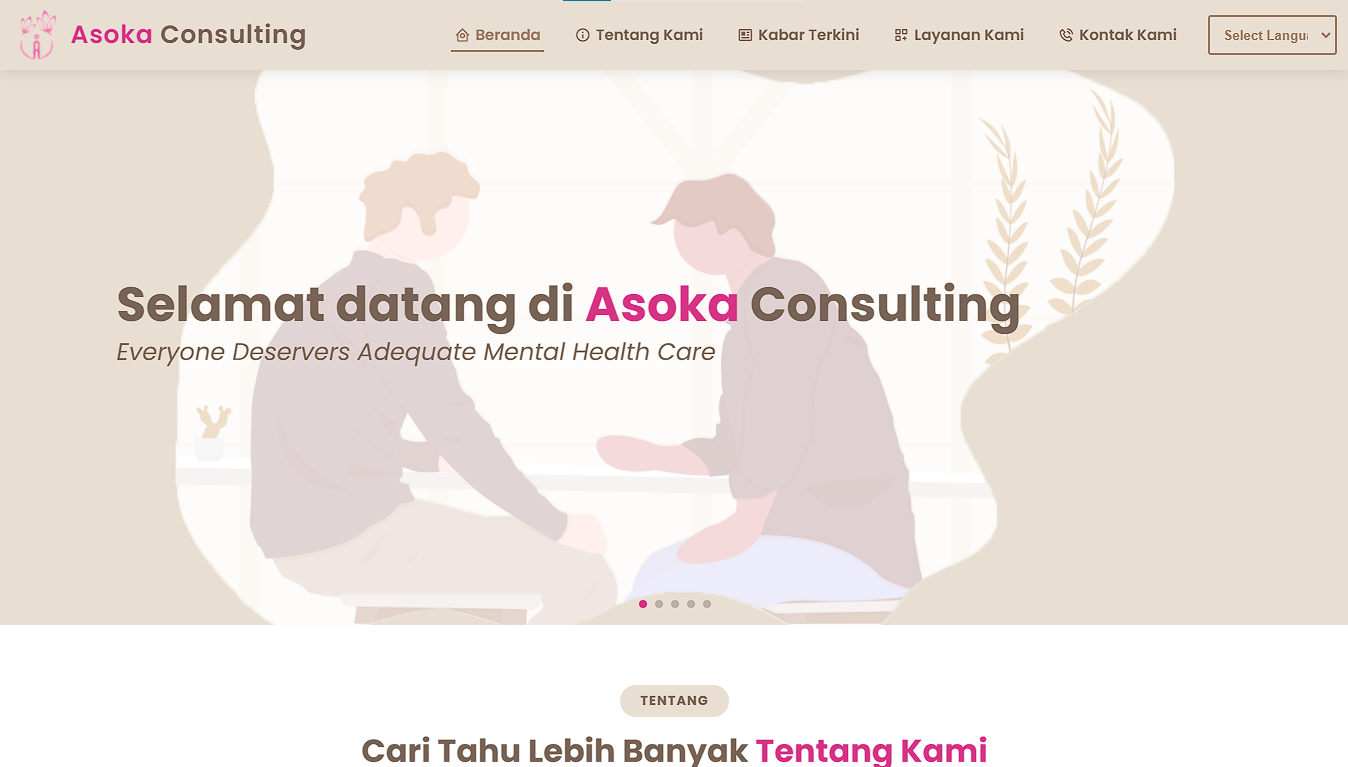 Asoka Consulting
Beranda
Tentang Kami
Kabar Terkini
Layanan Kami
Kontak Kami
Select Langu
Selamat datang di Asoka Consulting
Everyone Deservers Adequate Mental Health Care
TENTANG
Cari Tahu Lebih Banyak Tentang Kami